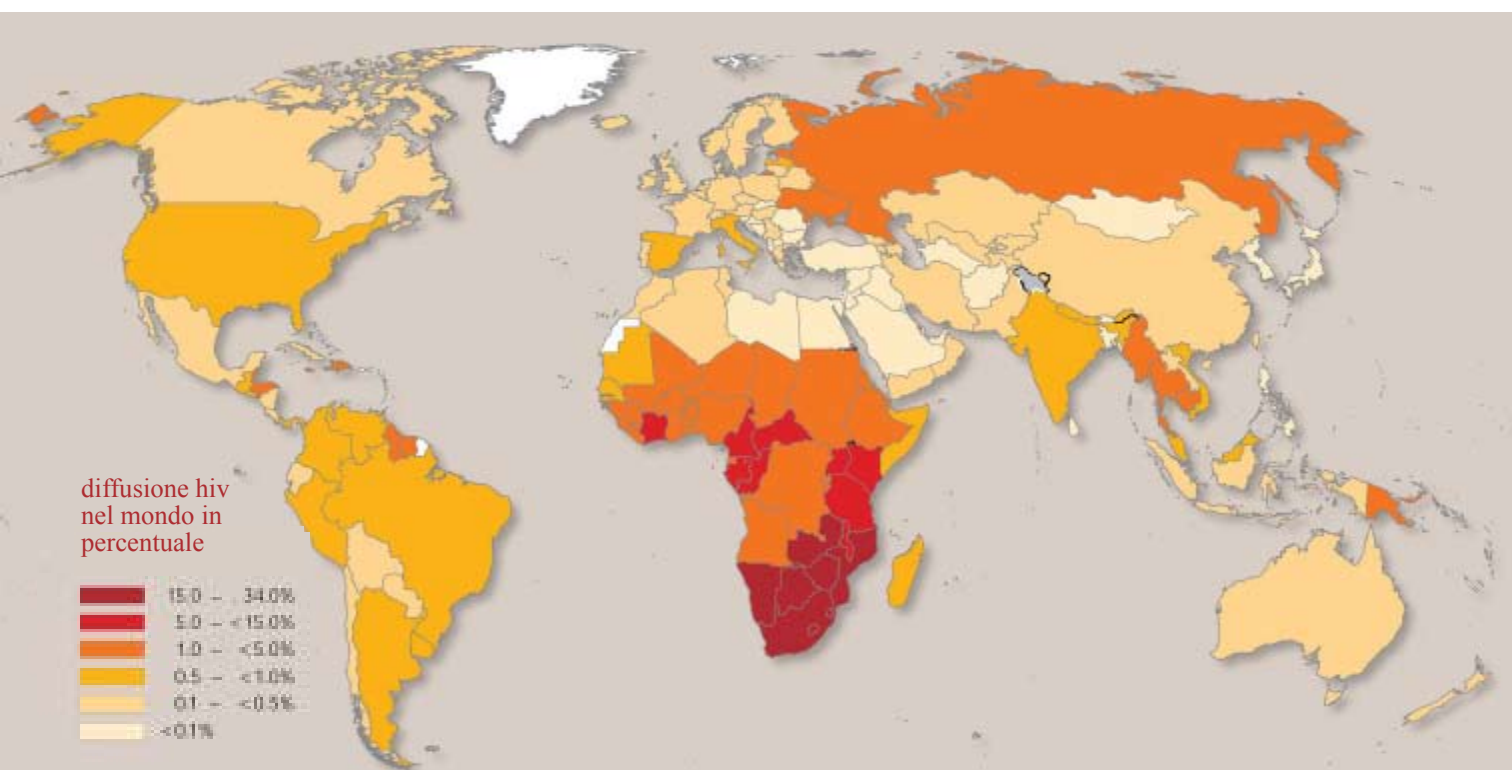 diffusione hiv
nel mondo in
percentuale
15.0 – 34.0%
5.0 – <15.0%
1.0 – <5.0%
0.5 – <1.0%
0.1 – <0.5%
<0.1%